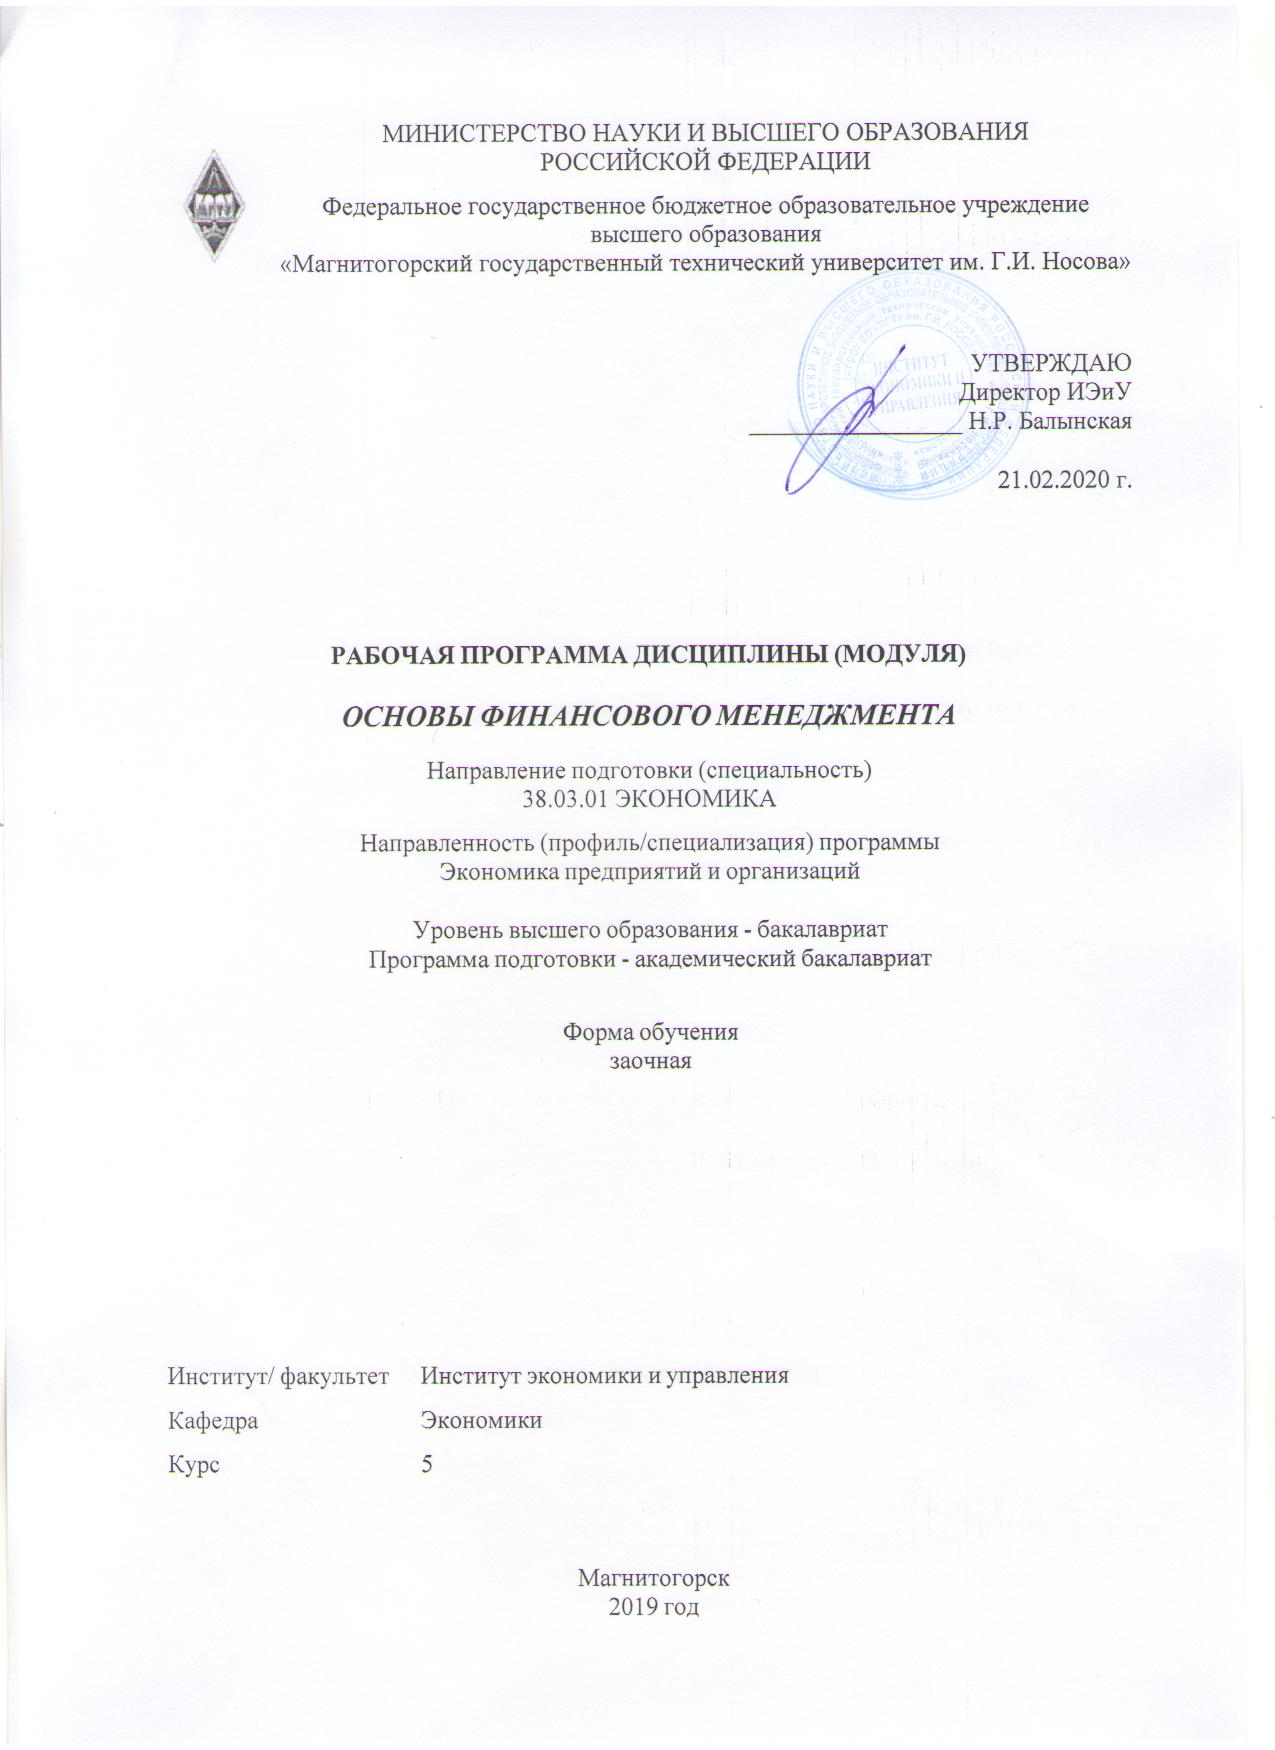 МИНИСТЕРСТВО НАУКИ И ВЫСШЕГО ОБРАЗОВАНИЯ
РОССИЙСКОЙ ФЕДЕРАЦИИ
Федеральное государственное бюджетное образовательное учреждение
высшего образования
«Магнитогорский государственный технический университет им. Г.И. Носова»
ИНСТИТУТ
ЭКОНОМИКИ И
УПРАВЛЕНИЯ
УТВЕРЖДАЮ
Директор ИЭиУ
Н.Р. Балынская
21.02.2020 г.
РАБОЧАЯ ПРОГРАММА ДИСЦИПЛИНЫ (МОДУЛЯ)
ОСНОВЫ ФИНАНСОВОГО МЕНЕДЖМЕНТА
Направление подготовки (специальность)
38.03.01 ЭКОНОМИКА
Направленность (профиль/специализация) программы
Экономика предприятий и организаций
Уровень высшего образования - бакалавриат
Программа подготовки - академический бакалавриат
Форма обучения
заочная
Институт/ факультет Институт экономики и управления
Кафедра Экономики
Курс 5
Магнитогорск
2019 год